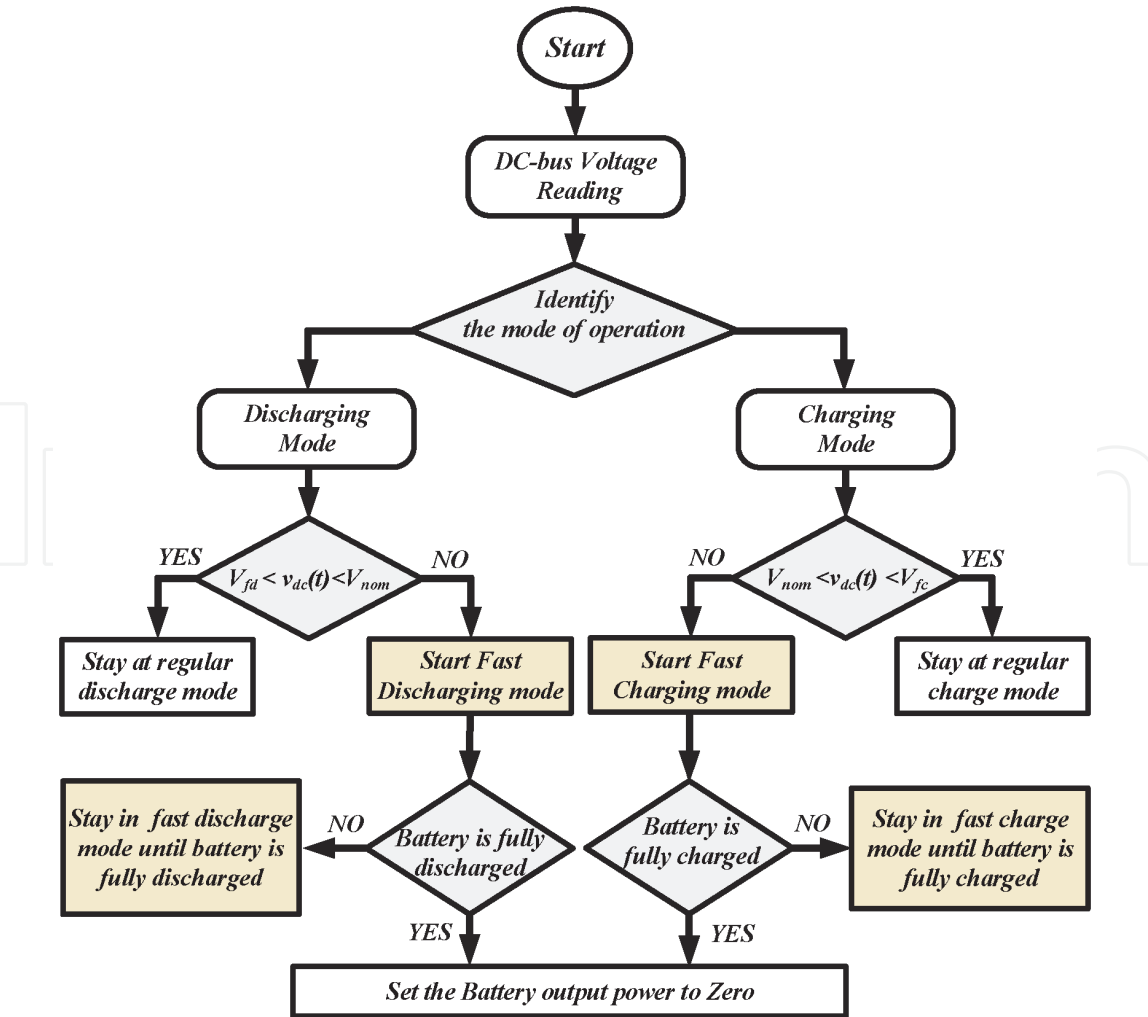 Start
DC-bus Voltage
Reading
Identify
the mode of operation
Discharging
Mode
Charging
Mode
YES
V_fd < v_dc(t) <V_nom
NO
NO
V_nom <v_dc(t) <V_fc
YES
Stay at regular
discharge mode
Start Fast
Discharging mode
Start Fast
Charging mode
Stay at regular
charge mode
Stay in fast discharge
mode until battery is
fully discharged
NO
Battery is fully
discharged
Battery is
fully charged
NO
Stay in fast charge
mode until battery is
fully charged
YES
YES
Set the Battery output power to Zero